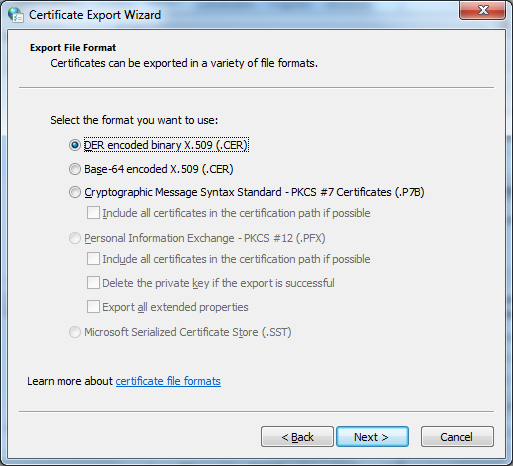 Certificate Export Wizard
Export File Format
Certificates can be exported in a variety of file formats.
Select the format you want to use:
DER encoded binary X.509 (.CER)
Base-64 encoded X.509 (.CER)
Cryptographic Message Syntax Standard - PKCS #7 Certificates (.P7B)
Include all certificates in the certification path if possible
Personal Information Exchange - PKCS #12 (.PFX)
Include all certificates in the certification path if possible
Delete the private key if the export is successful
Export all extended properties
Microsoft Serialized Certificate Store (.SST)
Learn more about certificate file formats
< Back Next > Cancel